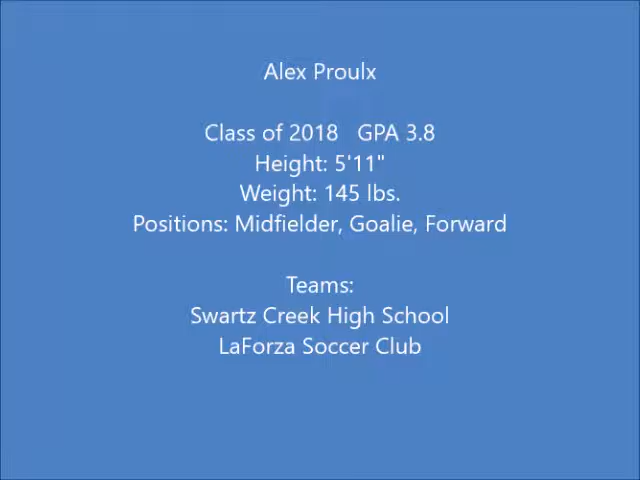 Alex Proulx
Class of 2018   GPA 3.8
Height: 5'11"
Weight: 145 lbs.
Positions: Midfielder, Goalie, Forward
Teams:
Swartz Creek High School
LaForza Soccer Club